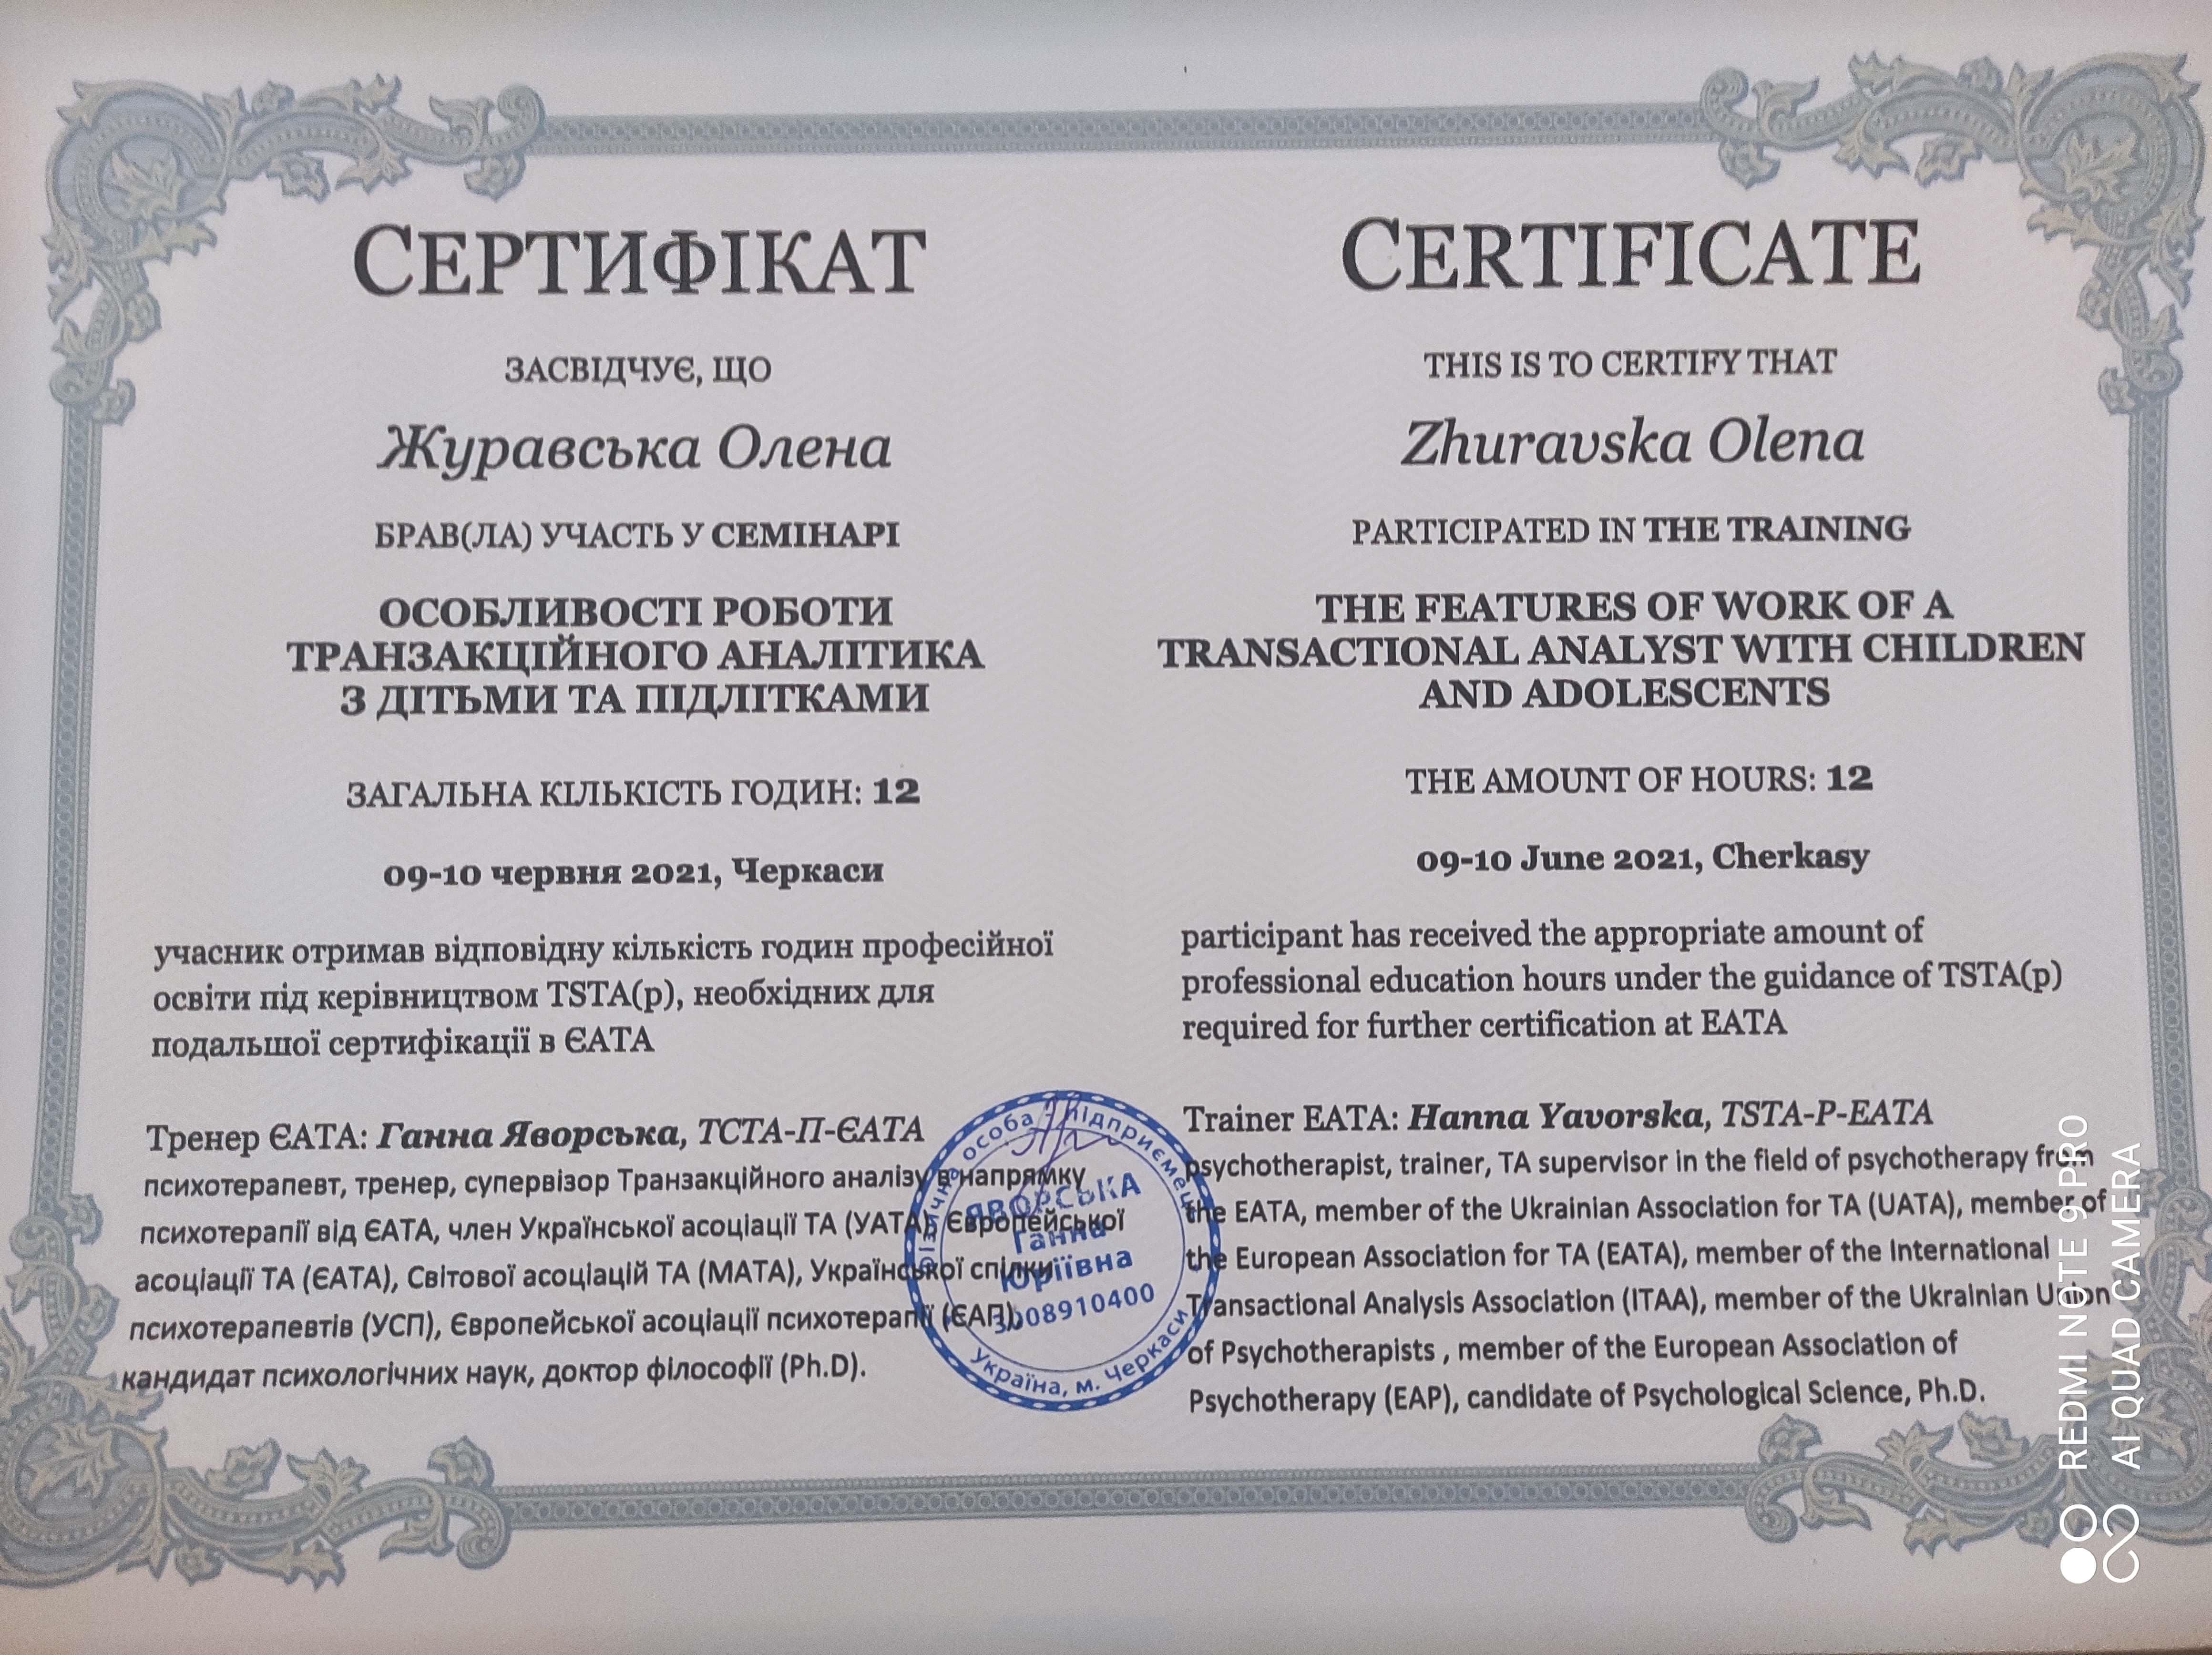 СЕРТИФІКАТ
ЗАСВІДЧУЄ, ЩО
Журавська Олена
БРАВ(ЛА) УЧАСТЬ У СЕМІНАРІ
ОСОБЛИВОСТІ РОБОТИ
ТРАНЗАКЦІЙНОГО АНАЛІТИКА
З ДІТЬМИ ТА ПІДЛІТКАМИ
ЗАГАЛЬНА КІЛЬКІСТЬ ГОДИН: 12
09-10 червня 2021, Черкаси
учасник отримав відповідну кількість годин професійної
освіти під керівництвом TSTA(p), необхідних для
подальшої сертифікації в ЄАТА
Тренер ЄАТА: Ганна Яворська, ТСТА-П-ЄАТА
психотерапевт, тренер, супервізор Транзакційного аналізу в напрямку
психотерапії від ЄАТА, член Української асоціації ТА (УАТА), Європейської
асоціації ТА (ЄАТА), Світової асоціацій ТА (МАТА), Української спілки
психотерапевтів (УСП), Європейської асоціації психотерапії (ЄАП),
кандидат психологічних наук, доктор філософії (Ph.D).
CERTIFICATE
THIS IS TO CERTIFY THAT
Zhuravska Olena
PARTICIPATED IN THE TRAINING
THE FEATURES OF WORK OF A
TRANSACTIONAL ANALYST WITH CHILDREN
AND ADOLESCENTS
THE AMOUNT OF HOURS: 12
09-10 June 2021, Cherkasy
participant has received the appropriate amount of
professional education hours under the guidance of TSTA(p)
required for further certification at EATA
Trainer EATA: Hanna Yavorska, TSTA-P-EATA
psychotherapist, trainer, TA supervisor in the field of psychotherapy from
the EATA, member of the Ukrainian Association for TA (UATA), member of
the European Association for TA (EATA), member of the International
Transactional Analysis Association (ITAA), member of the Ukrainian Union
of Psychotherapists , member of the European Association of
Psychotherapy (EAP), candidate of Psychological Science, Ph.D.
Фізична особа - підприємець
ЯВОРСЬКА
Ганна
Юріївна
3008910400
Україна, м. Черкаси
REDMI NOTE 9 PRO
AI QUAD CAMERA